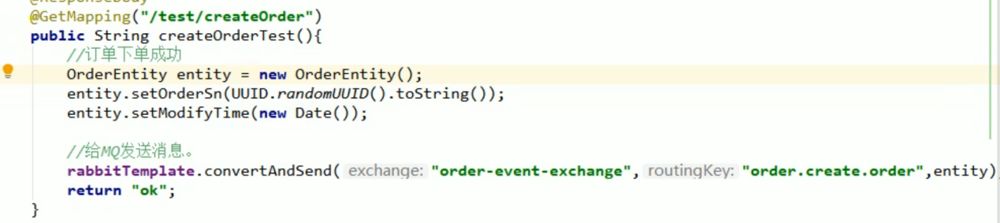 @ResponseBody
@GetMapping("/test/createOrder")
public String createOrderTest(){
//订单下单成功
OrderEntity entity = new OrderEntity();
entity.setOrderSn(UUID.randomUUID().toString());
entity.setModifyTime(new Date());
//给MQ发送消息。
rabbitTemplate.convertAndSend( exchange: "order-event-exchange", routingKey: "order.create.order",entity)
return "ok";
}